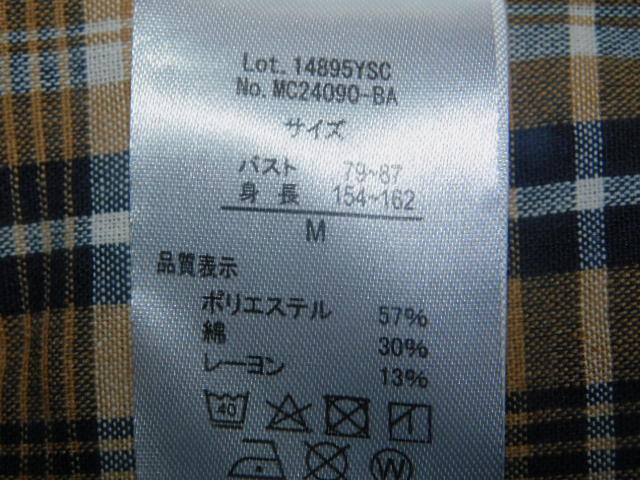 Lot. 14895YSC
No. MC24090-BA
サイズ
バスト 79~87
身長 154~162
M
品質表示
ポリエステル 57%
綿 30%
レーヨン 13%
40
W